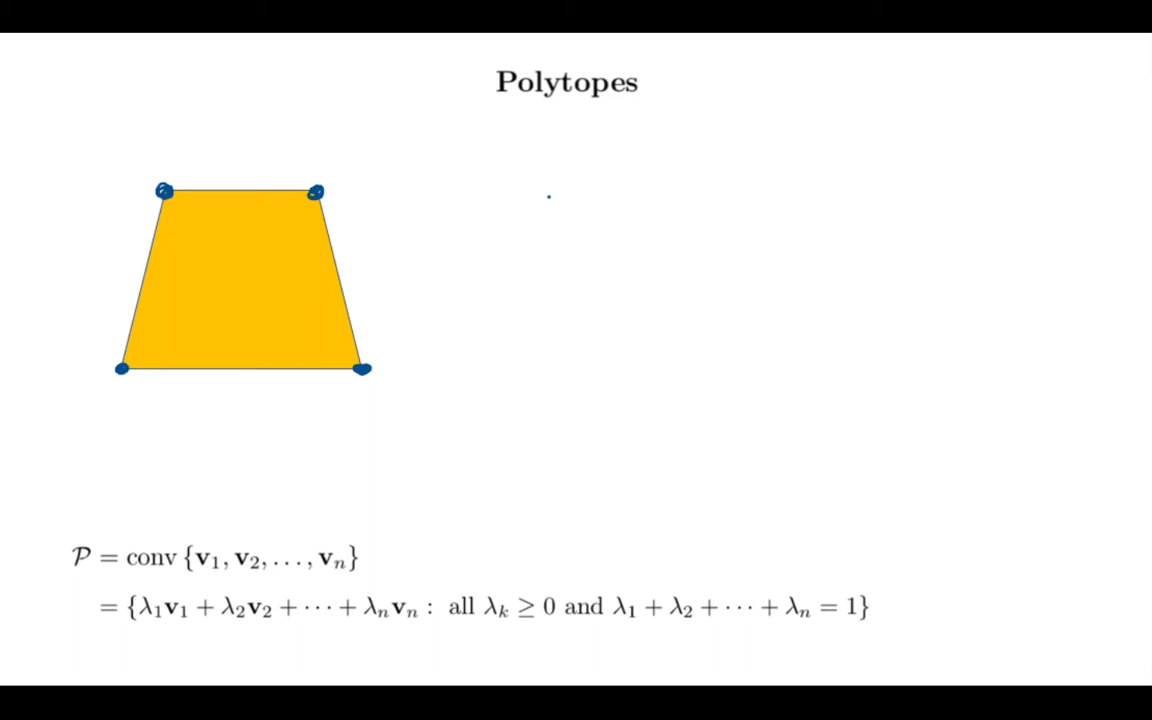 Polytopes
𝒫 = conv {v₁, v₂, . . . , vₙ}
= {λ₁v₁ + λ₂v₂ + · · · + λₙvₙ : all λₖ ≥ 0 and λ₁ + λ₂ + · · · + λₙ = 1}